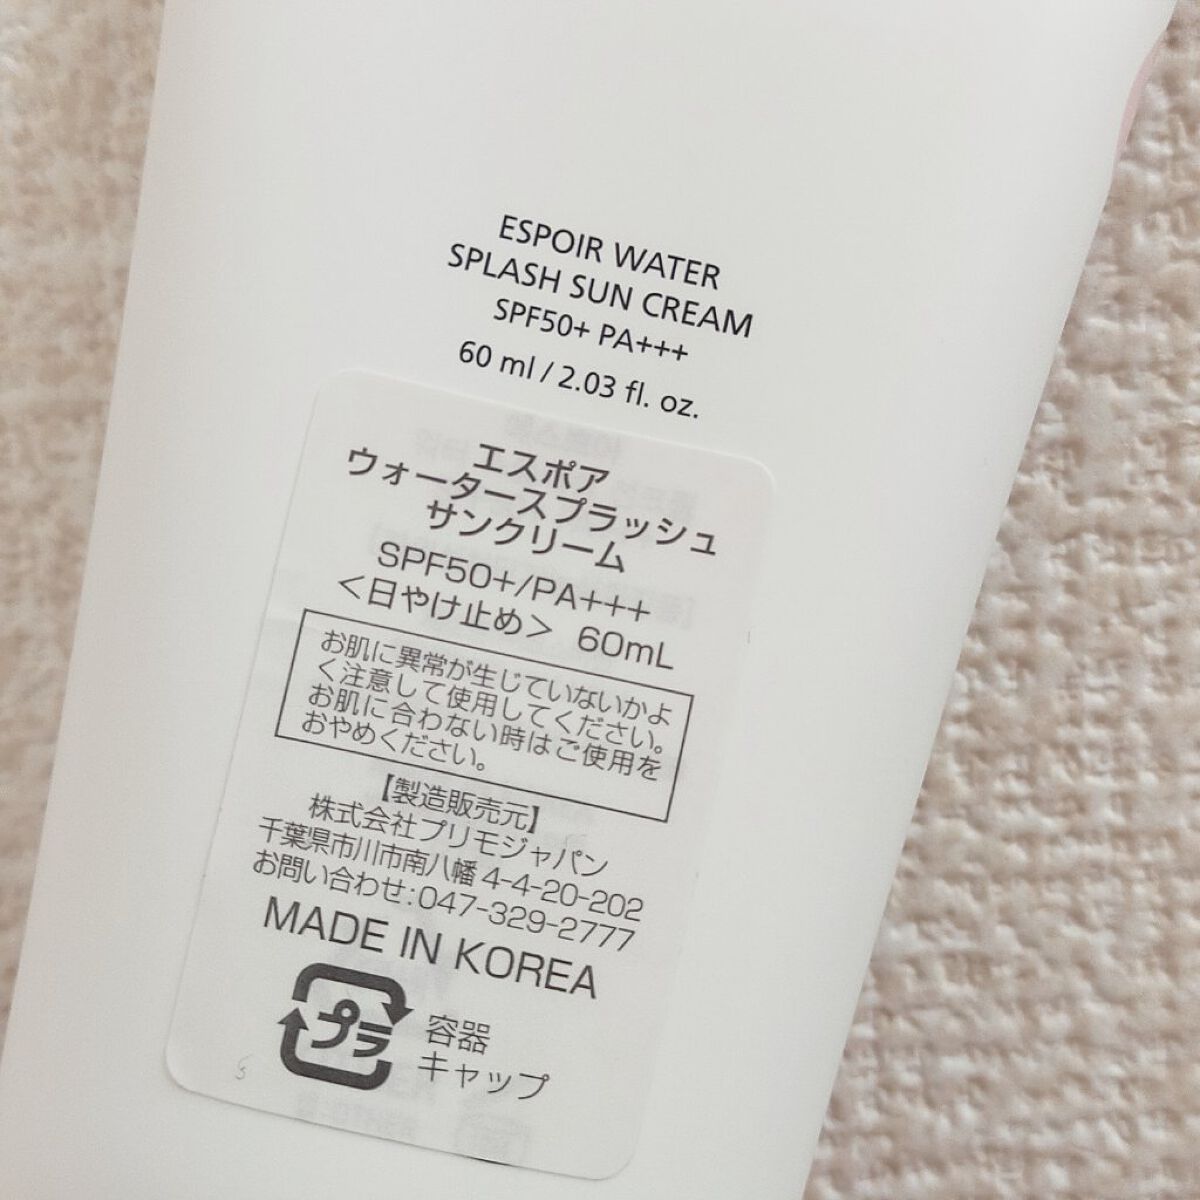 ESPOIR WATER
SPLASH SUN CREAM
SPF50+ PA+++
60 ml / 2.03 fl. oz.
エスポア
ウォータースプラッシュ
サンクリーム
SPF50+/PA+++
＜日やけ止め＞ 60mL
お肌に異常が生じていないかよ
く注意して使用してください。
お肌に合わない時はご使用を
おやめください。
【製造販売元】
株式会社プリモジャパン
千葉県市川市南八幡 4-4-20-202
お問い合わせ:047-329-2777
MADE IN KOREA
プラ
容器
キャップ